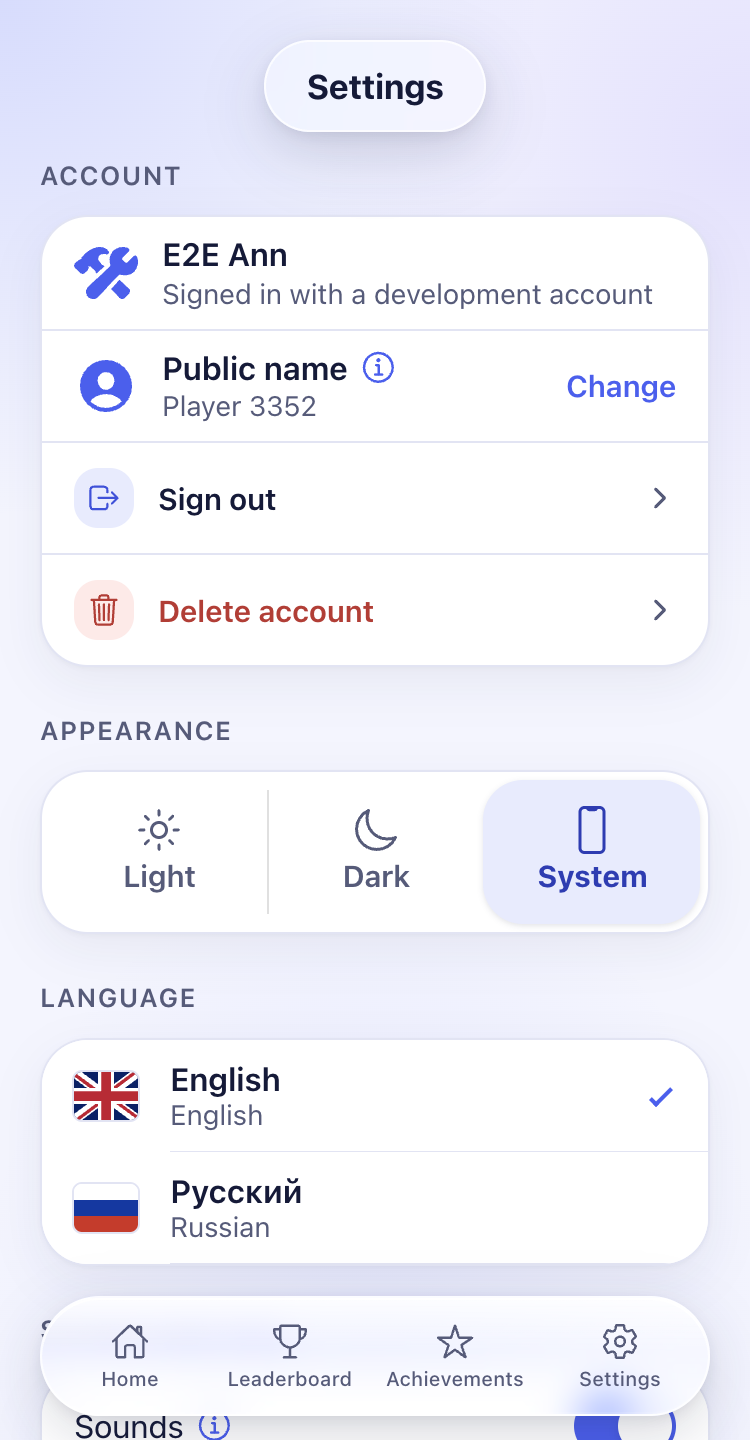 Settings
ACCOUNT
E2E Ann
Signed in with a development account
Public name
Player 3352
Change
Sign out
Delete account
APPEARANCE
Light
Dark
System
LANGUAGE
English
English
Русский
Russian
Home
Leaderboard
Achievements
Settings
Sounds